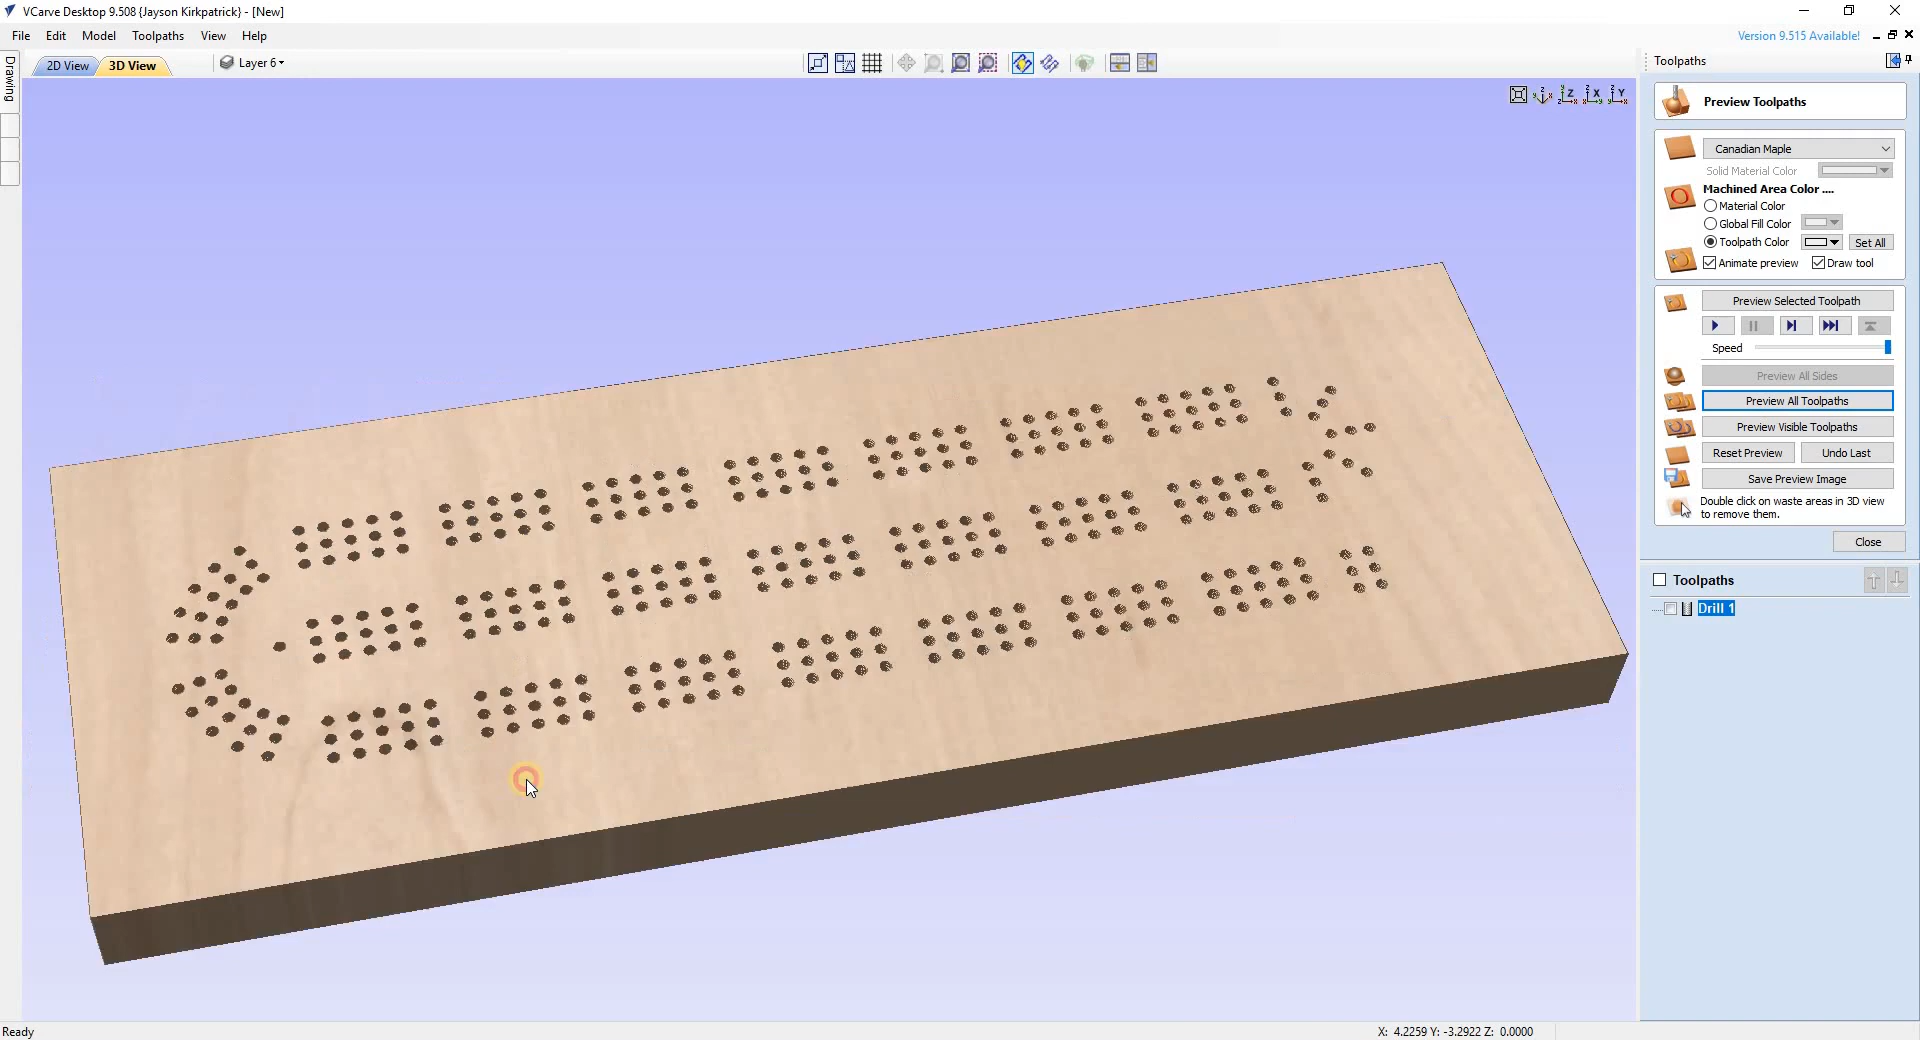 VCarve Desktop 9.508 {Jayson Kirkpatrick} - [New]
File Edit Model Toolpaths View Help
Version 9.515 Available!
Drawing
2D View 3D View Layer 6
Toolpaths
Preview Toolpaths
Canadian Maple
Solid Material Color
Machined Area Color ....
Material Color
Global Fill Color
Toolpath Color Set All
Animate preview Draw tool
Preview Selected Toolpath
Speed
Preview All Sides
Preview All Toolpaths
Preview Visible Toolpaths
Reset Preview Undo Last
Save Preview Image
Double click on waste areas in 3D view
to remove them.
Close
Toolpaths
Drill 1
Ready
X: 4.2259 Y: -3.2922 Z: 0.0000